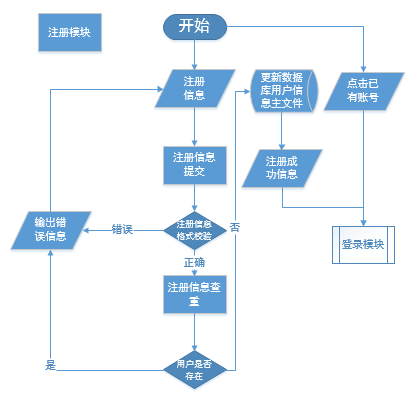 注册模块
开始
注册
信息
更新数据
库用户信
息主文件
点击已
有账号
注册信息
提交
注册成
功信息
输出错
误信息
错误
注册信息
格式校验
否
登录模块
正确
注册信息查
重
是
用户是否
存在